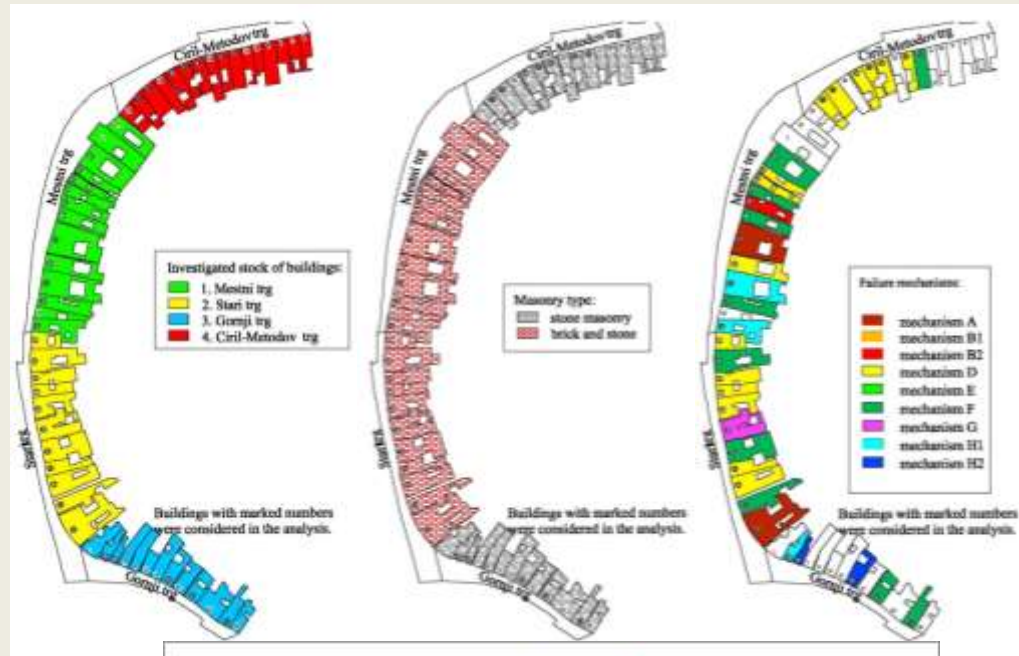 Ciril-Metodov trg
Mestni trg
Investigated stock of buildings:
1. Mestni trg
2. Stari trg
3. Gornji trg
4. Ciril-Metodov trg
Stari trg
Buildings with marked numbers
were considered in the analysis.
Gornji trg
Ciril-Metodov trg
Mestni trg
Masonry type:
stone masonry
brick and stone
Stari trg
Buildings with marked numbers
were considered in the analysis.
Gornji trg
Ciril-Metodov trg
Mestni trg
Failure mechanisms:
mechanism A
mechanism B1
mechanism B2
mechanism D
mechanism E
mechanism F
mechanism G
mechanism H1
mechanism H2
Stari trg
Buildings with marked numbers
were considered in the analysis.
Gornji trg